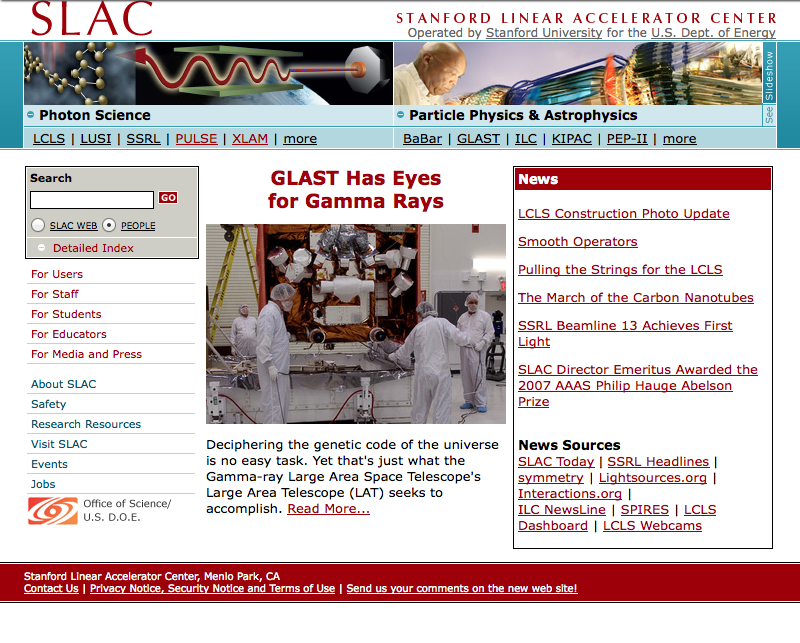 SLAC
STANFORD LINEAR ACCELERATOR CENTER
Operated by Stanford University for the U.S. Dept. of Energy
See Slideshow
Photon Science
LCLS | LUSI | SSRL | PULSE | XLAM | more
Particle Physics & Astrophysics
BaBar | GLAST | ILC | KIPAC | PEP-II | more
Search
GO
SLAC WEB PEOPLE
Detailed Index
For Users
For Staff
For Students
For Educators
For Media and Press
About SLAC
Safety
Research Resources
Visit SLAC
Events
Jobs
Office of Science/
U.S. D.O.E.
GLAST Has Eyes
for Gamma Rays
Deciphering the genetic code of the universe
is no easy task. Yet that's just what the
Gamma-ray Large Area Space Telescope's
Large Area Telescope (LAT) seeks to
accomplish. Read More...
News
LCLS Construction Photo Update
Smooth Operators
Pulling the Strings for the LCLS
The March of the Carbon Nanotubes
SSRL Beamline 13 Achieves First
Light
SLAC Director Emeritus Awarded the
2007 AAAS Philip Hauge Abelson
Prize
News Sources
SLAC Today | SSRL Headlines |
symmetry | Lightsources.org |
Interactions.org |
ILC NewsLine | SPIRES | LCLS
Dashboard | LCLS Webcams
Stanford Linear Accelerator Center, Menlo Park, CA
Contact Us | Privacy Notice, Security Notice and Terms of Use | Send us your comments on the new web site!